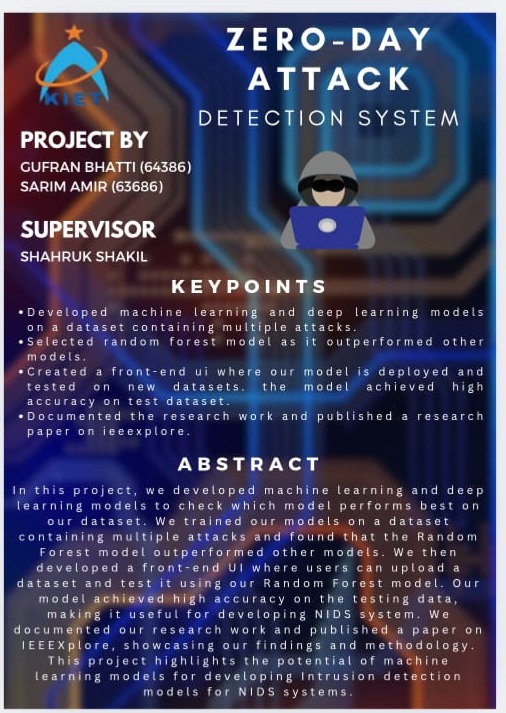 KIET
ZERO-DAY
ATTACK
DETECTION SYSTEM
PROJECT BY
GUFRAN BHATTI (64386)
SARIM AMIR (63686)
SUPERVISOR
SHAHRUK SHAKIL
KEYPOINTS
•Developed machine learning and deep learning models
on a dataset containing multiple attacks.
•Selected random forest model as it outperformed other
models.
•Created a front-end ui where our model is deployed and
tested on new datasets. the model achieved high
accuracy on test dataset.
•Documented the research work and published a research
paper on ieeexplore.
ABSTRACT
In this project, we developed machine learning and deep
learning models to check which model performs best on
our dataset. We trained our models on a dataset
containing multiple attacks and found that the Random
Forest model outperformed other models. We then
developed a front-end UI where users can upload a
dataset and test it using our Random Forest model. Our
model achieved high accuracy on the testing data,
making it useful for developing NIDS system. We
documented our research work and published a paper on
IEEEXplore, showcasing our findings and methodology.
This project highlights the potential of machine
learning models for developing Intrusion detection
models for NIDS systems.